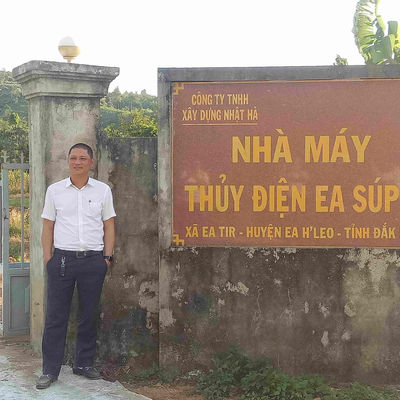 CÔNG TY TNHH
XÂY DỰNG NHẬT HÀ
NHÀ MÁY
THỦY ĐIỆN EA SÚP
XÃ EA TIR - HUYỆN EA H'LEO - TỈNH ĐẮK